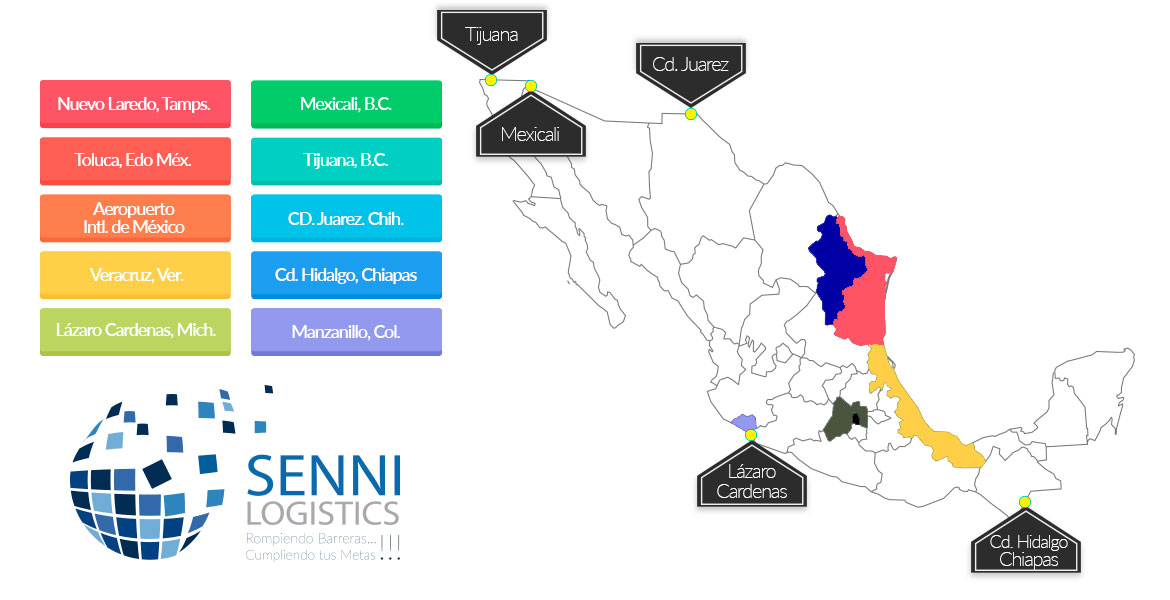 Tijuana
Cd. Juarez
Mexicali
Nuevo Laredo, Tamps.
Mexicali, B.C.
Toluca, Edo Méx.
Tijuana, B.C.
Aeropuerto
Intl. de México
CD. Juarez. Chih.
Veracruz, Ver.
Cd. Hidalgo, Chiapas
Lázaro Cardenas, Mich.
Manzanillo, Col.
SENNI
LOGISTICS
Rompiendo Barreras...
Cumpliendo tus Metas !!!
Lázaro
Cardenas
Cd. Hidalgo
Chiapas